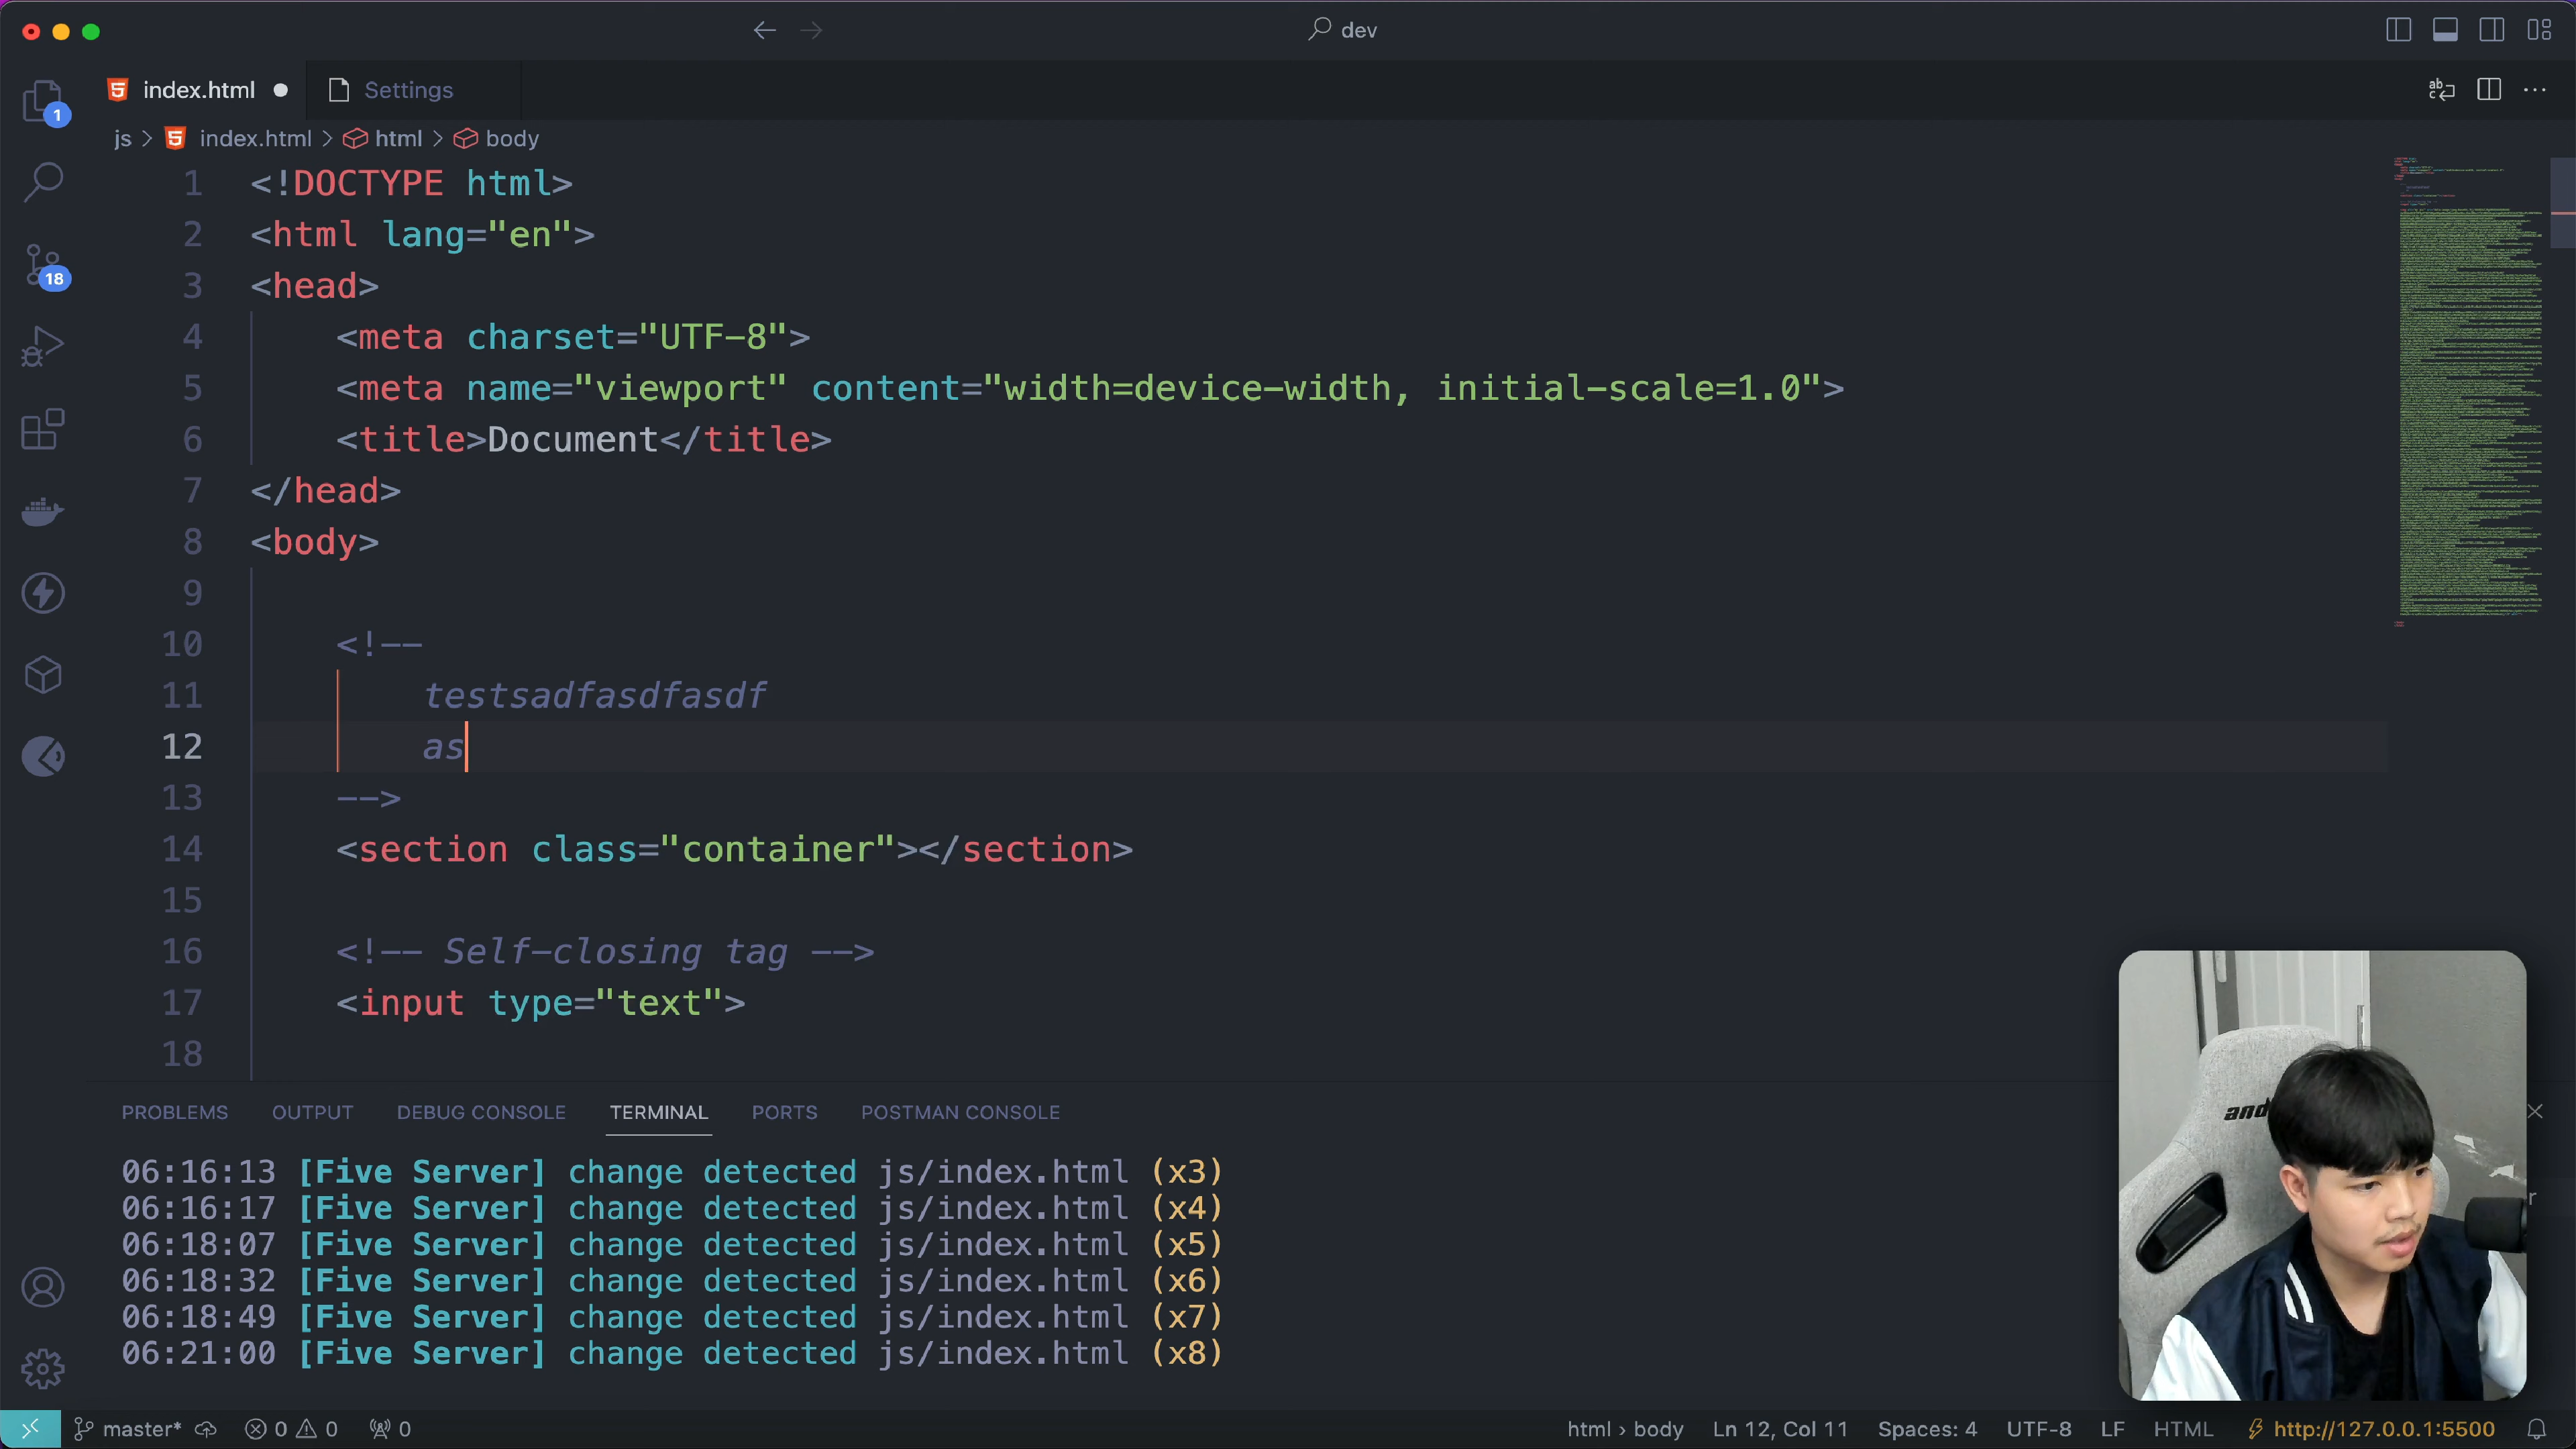 dev
index.html
Settings
js > index.html > html > body
1
18
1 <!DOCTYPE html>
2 <html lang="en">
3 <head>
4 <meta charset="UTF-8">
5 <meta name="viewport" content="width=device-width, initial-scale=1.0">
6 <title>Document</title>
7 </head>
8 <body>
9
10 <!--
11 testsadfasdfasdf
12 as
13 -->
14 <section class="container"></section>
15
16 <!-- Self-closing tag -->
17 <input type="text">
18
PROBLEMS OUTPUT DEBUG CONSOLE TERMINAL PORTS POSTMAN CONSOLE
06:16:13 [Five Server] change detected js/index.html (x3)
06:16:17 [Five Server] change detected js/index.html (x4)
06:18:07 [Five Server] change detected js/index.html (x5)
06:18:32 [Five Server] change detected js/index.html (x6)
06:18:49 [Five Server] change detected js/index.html (x7)
06:21:00 [Five Server] change detected js/index.html (x8)
master* 0 0 0 html › body Ln 12, Col 11 Spaces: 4 UTF-8 LF HTML http://127.0.0.1:5500